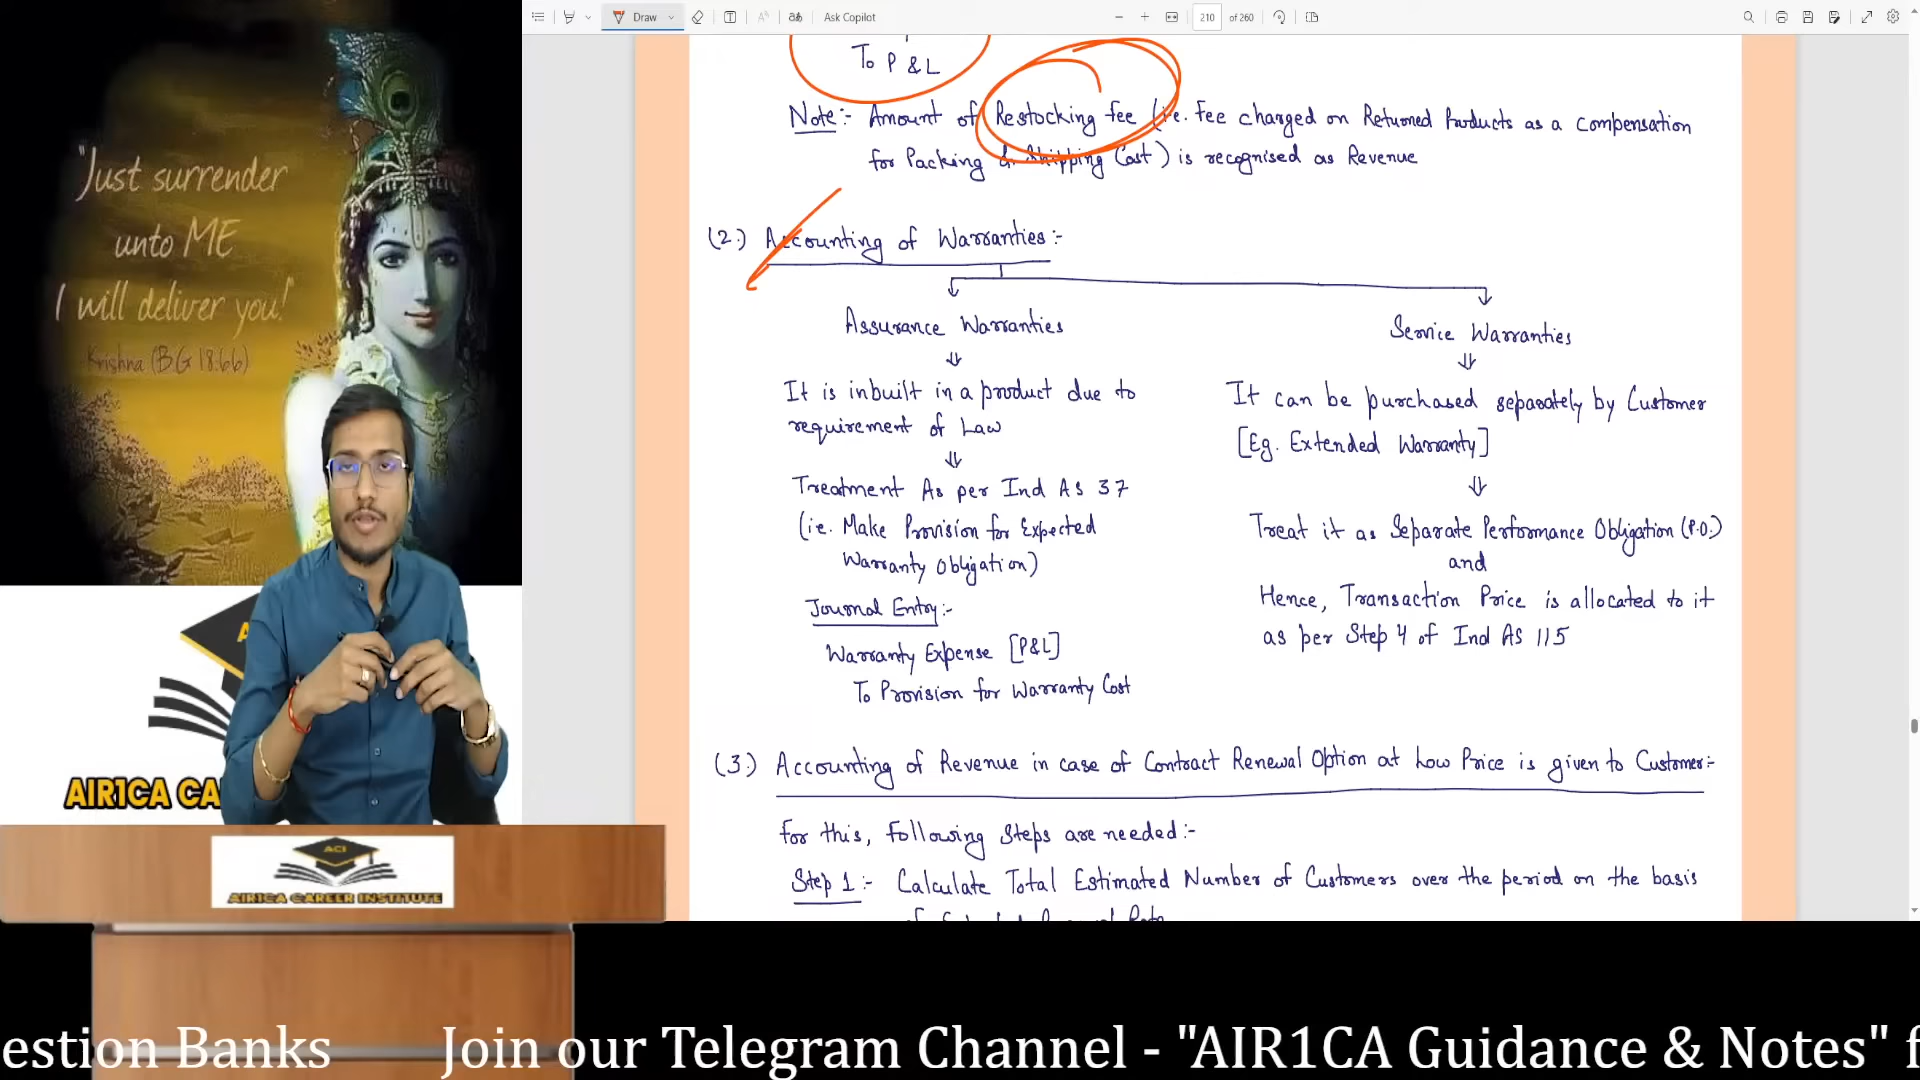 Draw
Ask Copilot
210 of 260
To P & L
Note:- Amount of Restocking fee (i.e. Fee charged on Returned Products as a compensation
for Packing & Shipping Cost) is recognised as Revenue
(2.) Accounting of Warranties:-
Assurance Warranties
It is inbuilt in a product due to
requirement of Law
Treatment As per Ind AS 37
(i.e. Make Provision for Expected
Warranty Obligation)
Journal Entry:-
Warranty Expense [P&L]
To Provision for Warranty Cost
Service Warranties
It can be purchased separately by Customer
[Eg. Extended Warranty]
Treat it as Separate Performance Obligation (P.O.)
and
Hence, Transaction Price is allocated to it
as per Step 4 of Ind AS 115
(3.) Accounting of Revenue in case of Contract Renewal Option at Low Price is given to Customer:-
For this, following Steps are needed:-
Step 1:- Calculate Total Estimated Number of Customers over the period on the basis
"Just surrender
unto ME
I will deliver you!"
Krishna (BG 18:66)
AIR1CA CA
ACI
AIR1CA CAREER INSTITUTE
estion Banks Join our Telegram Channel - "AIR1CA Guidance & Notes" f